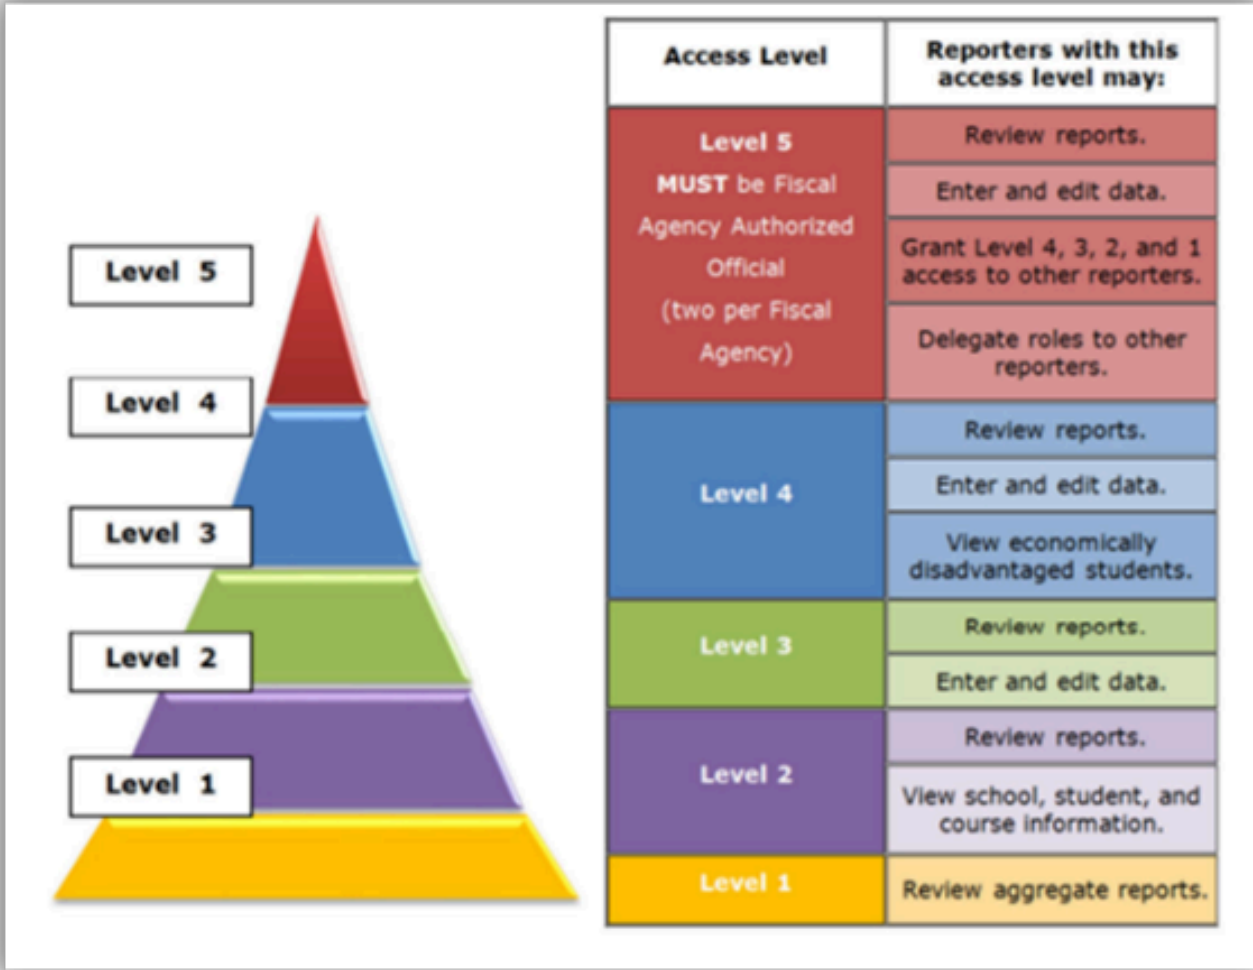 Level 5
Level 4
Level 3
Level 2
Level 1
Access Level
Reporters with this
access level may:
Level 5
MUST be Fiscal
Agency Authorized
Official
(two per Fiscal
Agency)
Review reports.
Enter and edit data.
Grant Level 4, 3, 2, and 1
access to other reporters.
Delegate roles to other
reporters.
Level 4
Review reports.
Enter and edit data.
View economically
disadvantaged students.
Level 3
Review reports.
Enter and edit data.
Level 2
Review reports.
View school, student, and
course information.
Level 1
Review aggregate reports.